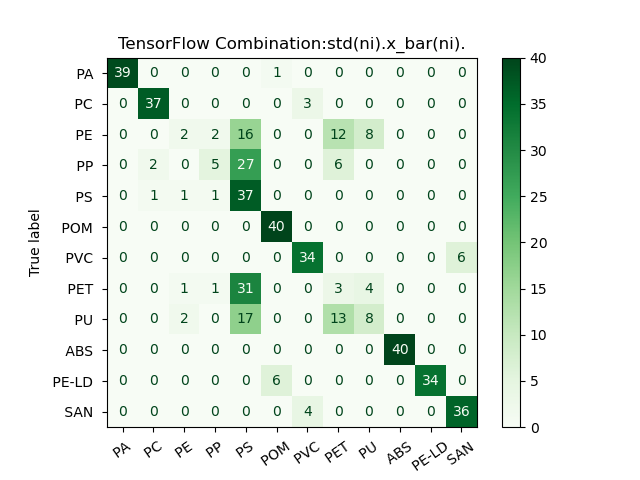 TensorFlow Combination:std(ni).x_bar(ni).
True label
PA 39 0 0 0 0 1 0 0 0 0 0 0
PC 0 37 0 0 0 0 3 0 0 0 0 0
PE 0 0 2 2 16 0 0 12 8 0 0 0
PP 0 2 0 5 27 0 0 6 0 0 0 0
PS 0 1 1 1 37 0 0 0 0 0 0 0
POM 0 0 0 0 0 40 0 0 0 0 0 0
PVC 0 0 0 0 0 0 34 0 0 0 0 6
PET 0 0 1 1 31 0 0 3 4 0 0 0
PU 0 0 2 0 17 0 0 13 8 0 0 0
ABS 0 0 0 0 0 0 0 0 0 40 0 0
PE-LD 0 0 0 0 0 6 0 0 0 0 34 0
SAN 0 0 0 0 0 0 4 0 0 0 0 36
PA PC PE PP PS POM PVC PET PU ABS PE-LD SAN
40
35
30
25
20
15
10
5
0